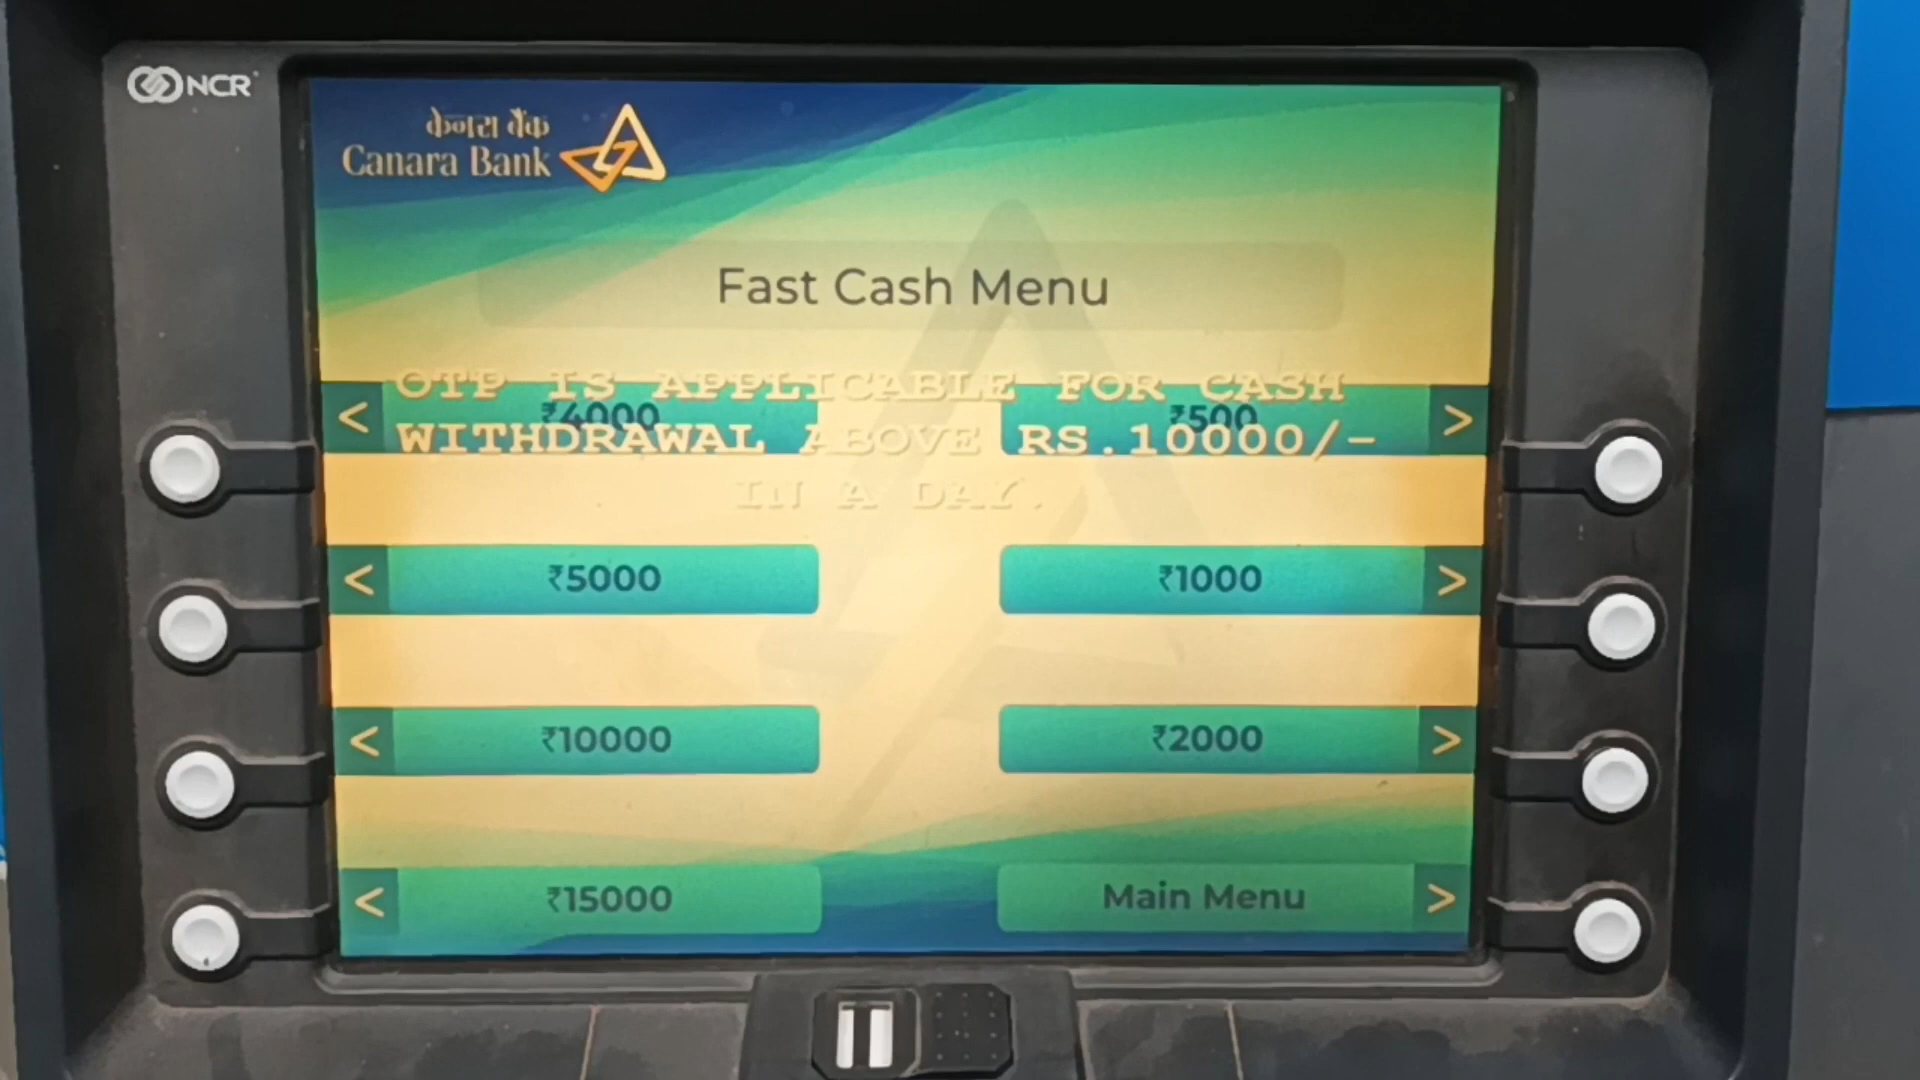 NCR
केनरा बैंक
Canara Bank
Fast Cash Menu
OTP IS APPLICABLE FOR CASH
WITHDRAWAL ABOVE RS.10000/-
IN A DAY.
< ₹4000
₹500 >
< ₹5000
₹1000 >
< ₹10000
₹2000 >
< ₹15000
Main Menu >